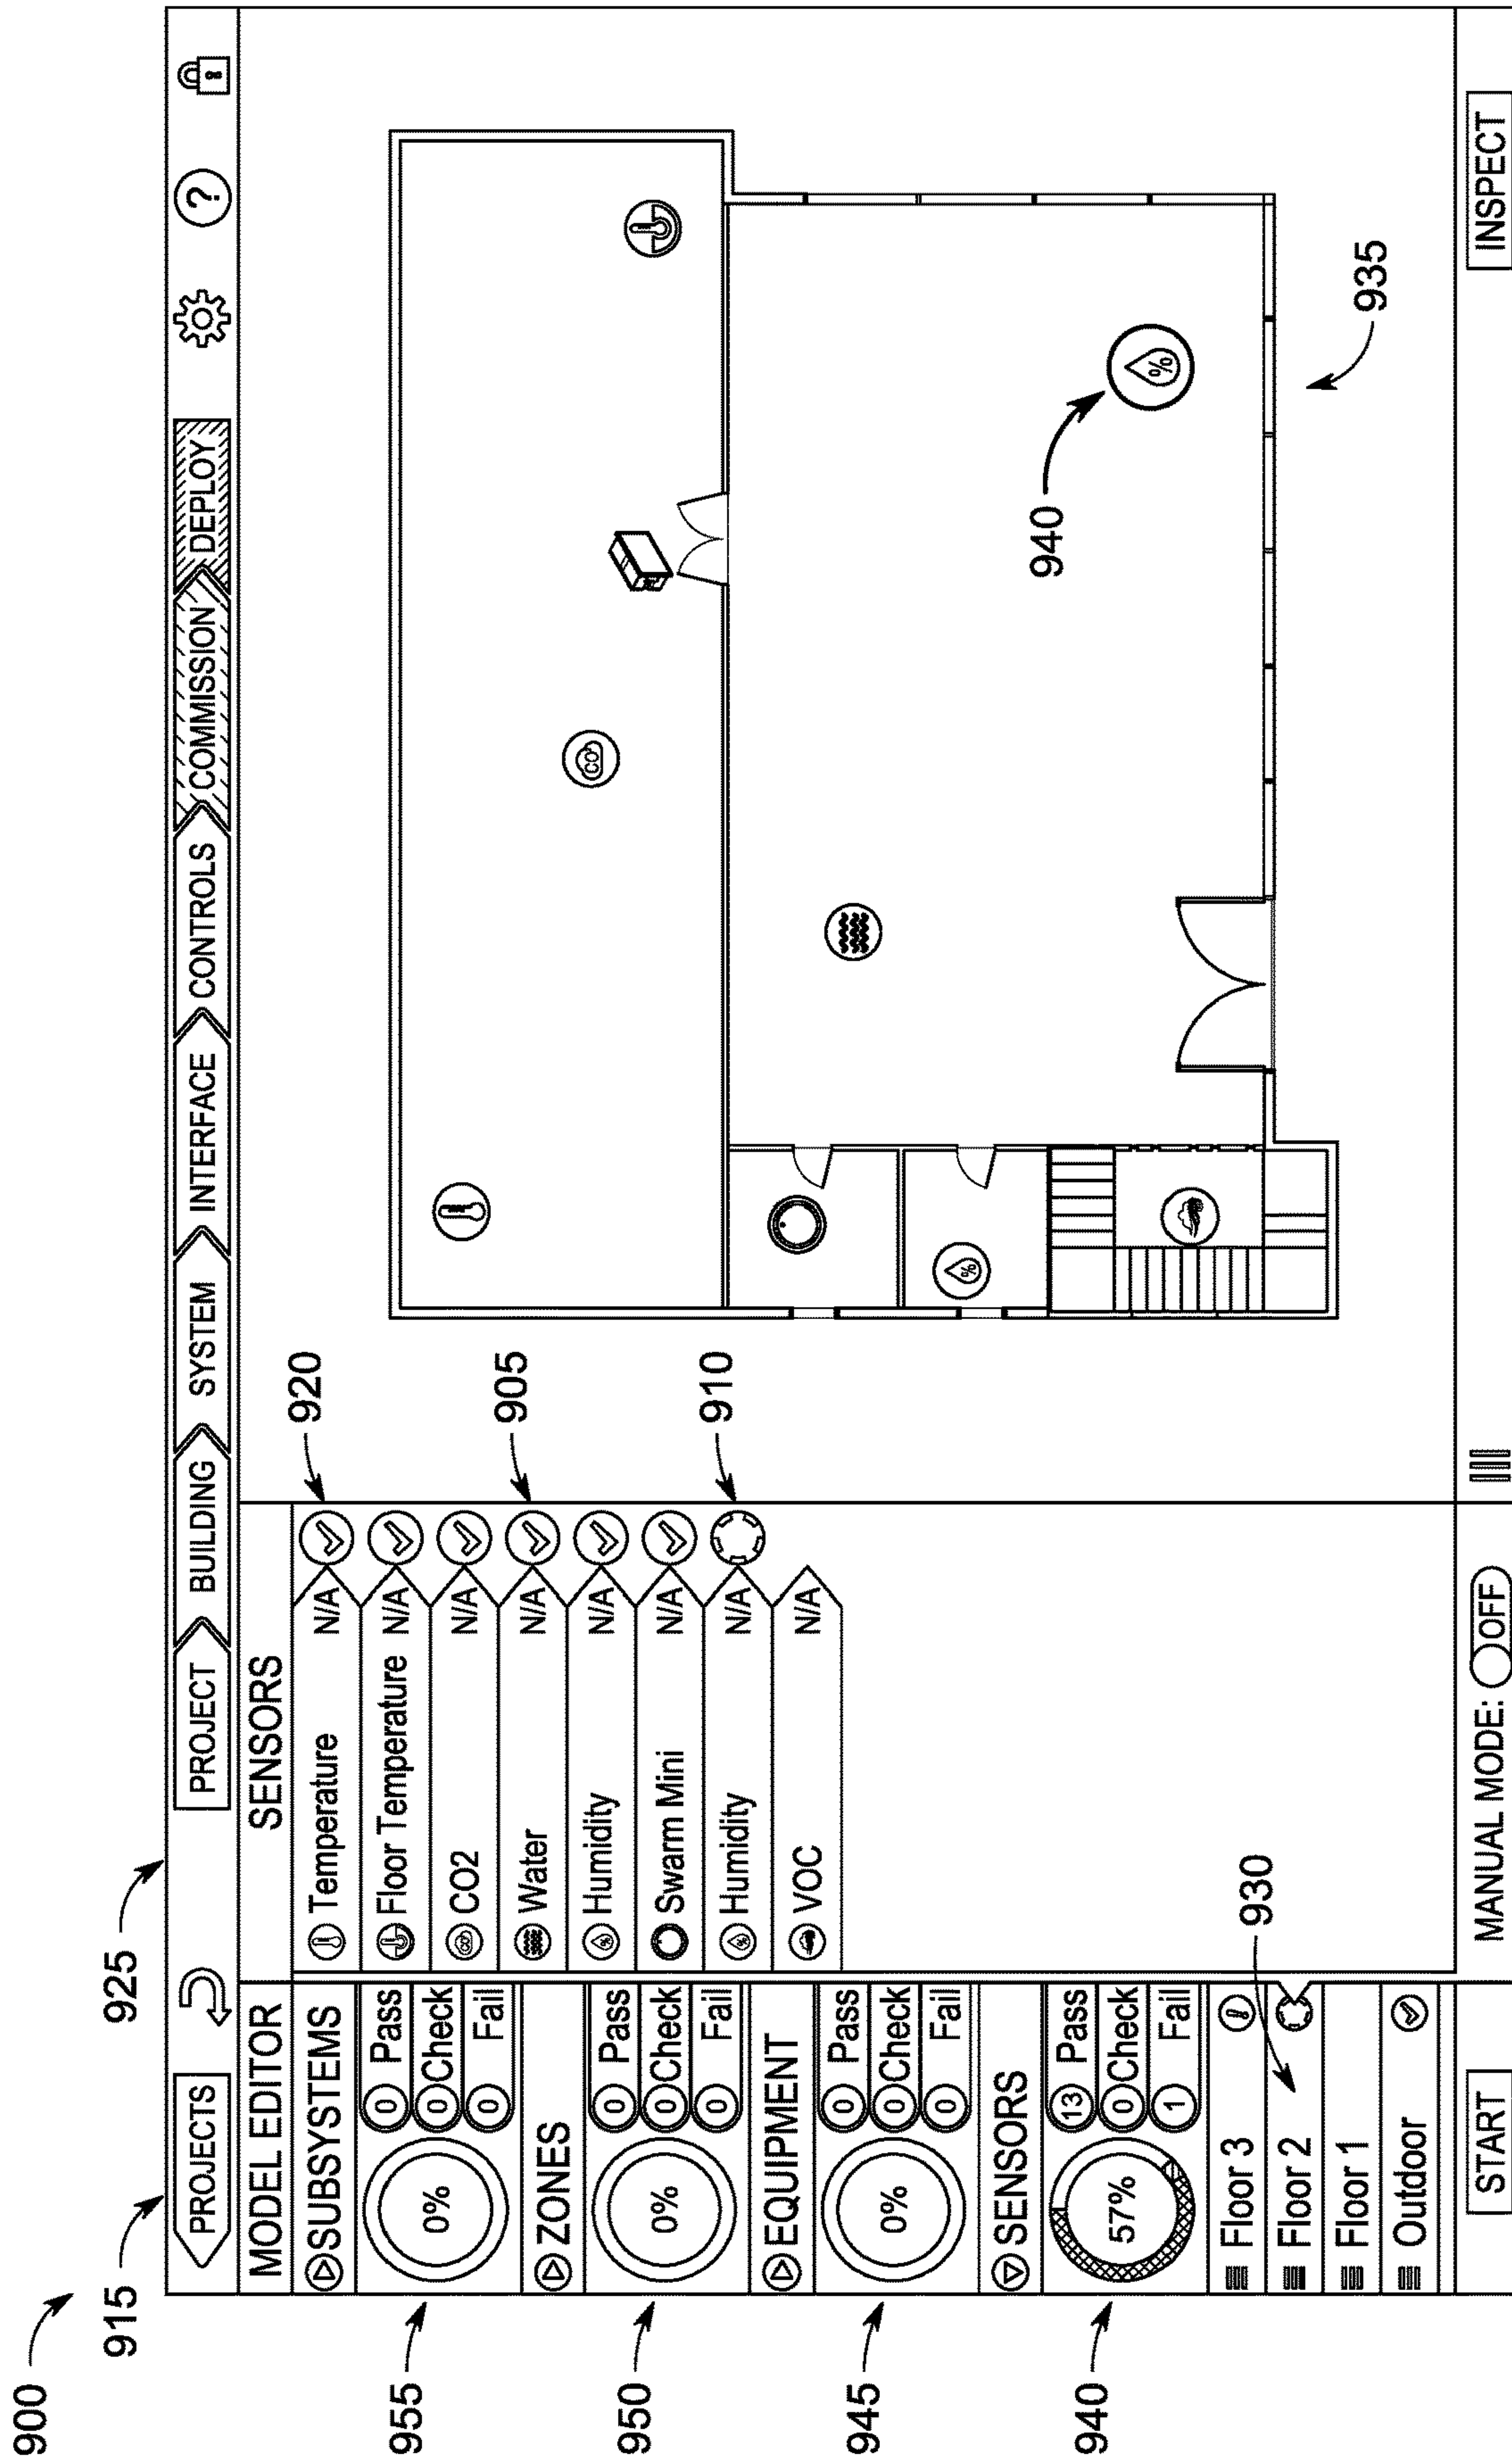 900
915
925
PROJECTS
PROJECT
BUILDING
SYSTEM
INTERFACE
CONTROLS
COMMISSION
DEPLOY
?
MODEL EDITOR
SUBSYSTEMS
955
0%
0 Pass
0 Check
0 Fail
ZONES
950
0%
0 Pass
0 Check
0 Fail
EQUIPMENT
945
0%
0 Pass
0 Check
0 Fail
SENSORS
940
57%
13 Pass
0 Check
1 Fail
Floor 3
Floor 2
Floor 1
Outdoor
930
SENSORS
Temperature N/A
920
Floor Temperature N/A
CO CO2 N/A
Water N/A
905
% Humidity N/A
Swarm Mini N/A
% Humidity N/A
910
VOC N/A
CO
%
%
940
935
START
MANUAL MODE: OFF
INSPECT